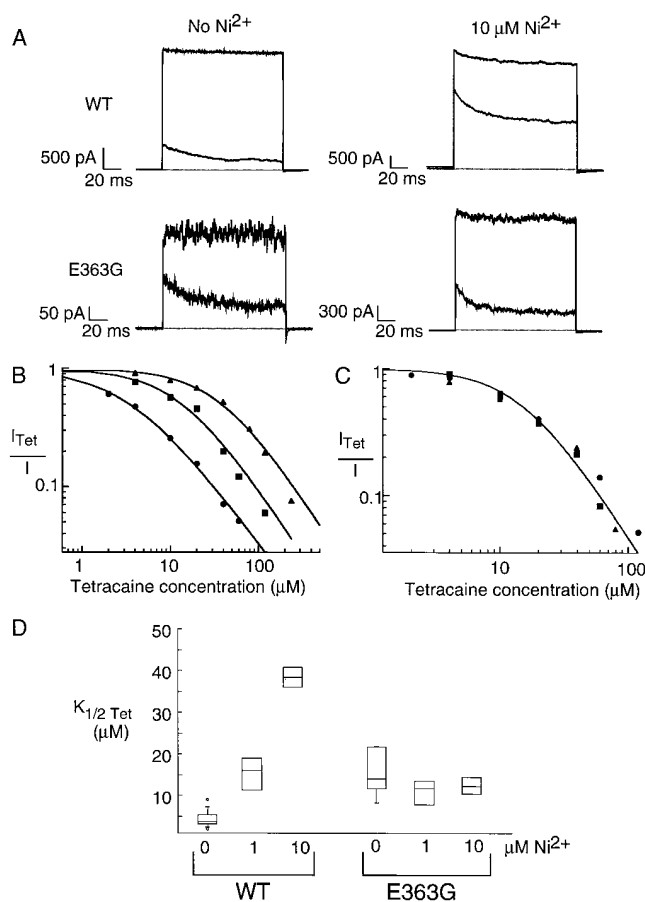 A
No Ni2+
10 μM Ni2+
WT
500 pA
20 ms
500 pA
20 ms
E363G
50 pA
20 ms
300 pA
20 ms
B
1
ITet
I
0.1
1
10
100
Tetracaine concentration (μM)
C
1
ITet
I
0.1
10
100
Tetracaine concentration (μM)
D
50
40
30
20
10
K1/2 Tet
(μM)
0
1
10
0
1
10
μM Ni2+
WT
E363G